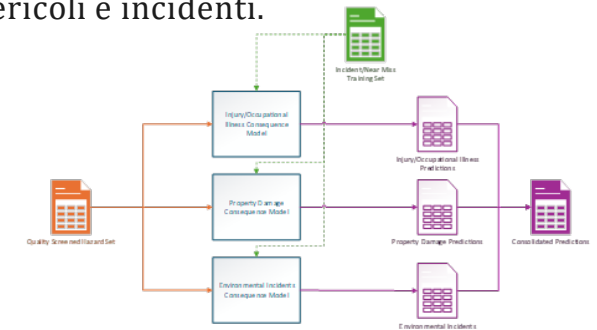 ericoli e incidenti.
Incident/Near Miss
Training Set
Injury/Occupational
Illness Consequence
Model
Injury/Occupational Illness
Predictions
Property Damage
Consequence Model
Quality Screened Hazard Set
Property Damage Predictions
Consolidated Predictions
Environmental Incidents
Consequence Model
Environmental Incidents